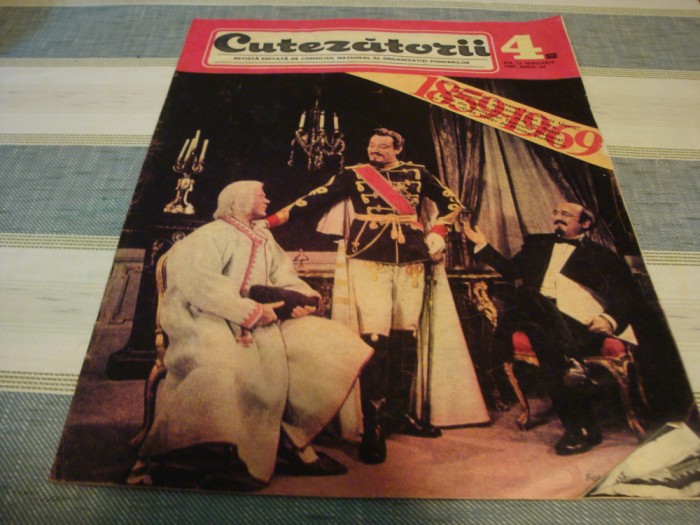 Cutezătorii
REVISTĂ EDITATĂ DE CONSILIUL NAȚIONAL AL ORGANIZAȚIEI PIONIERILOR
4
1859-1969